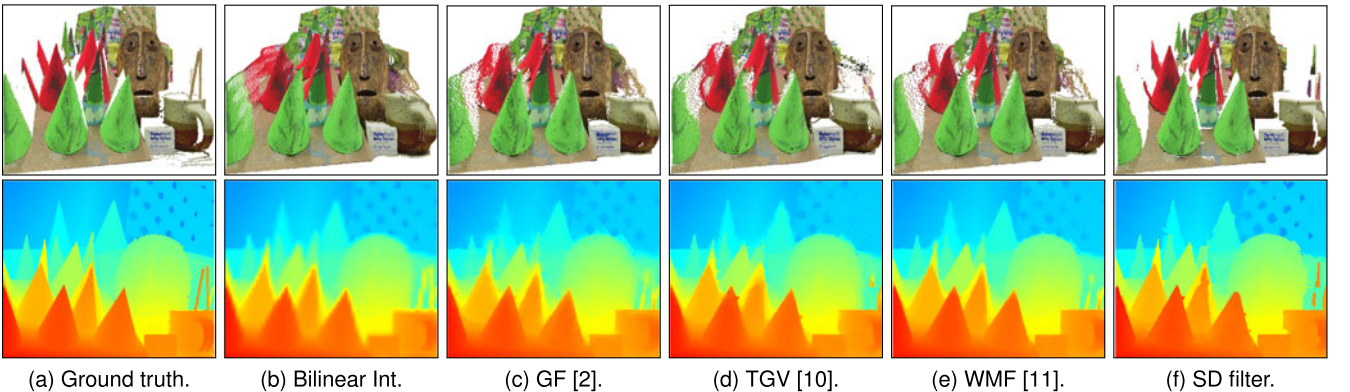 (a) Ground truth.
(b) Bilinear Int.
(c) GF [2].
(d) TGV [10].
(e) WMF [11].
(f) SD filter.